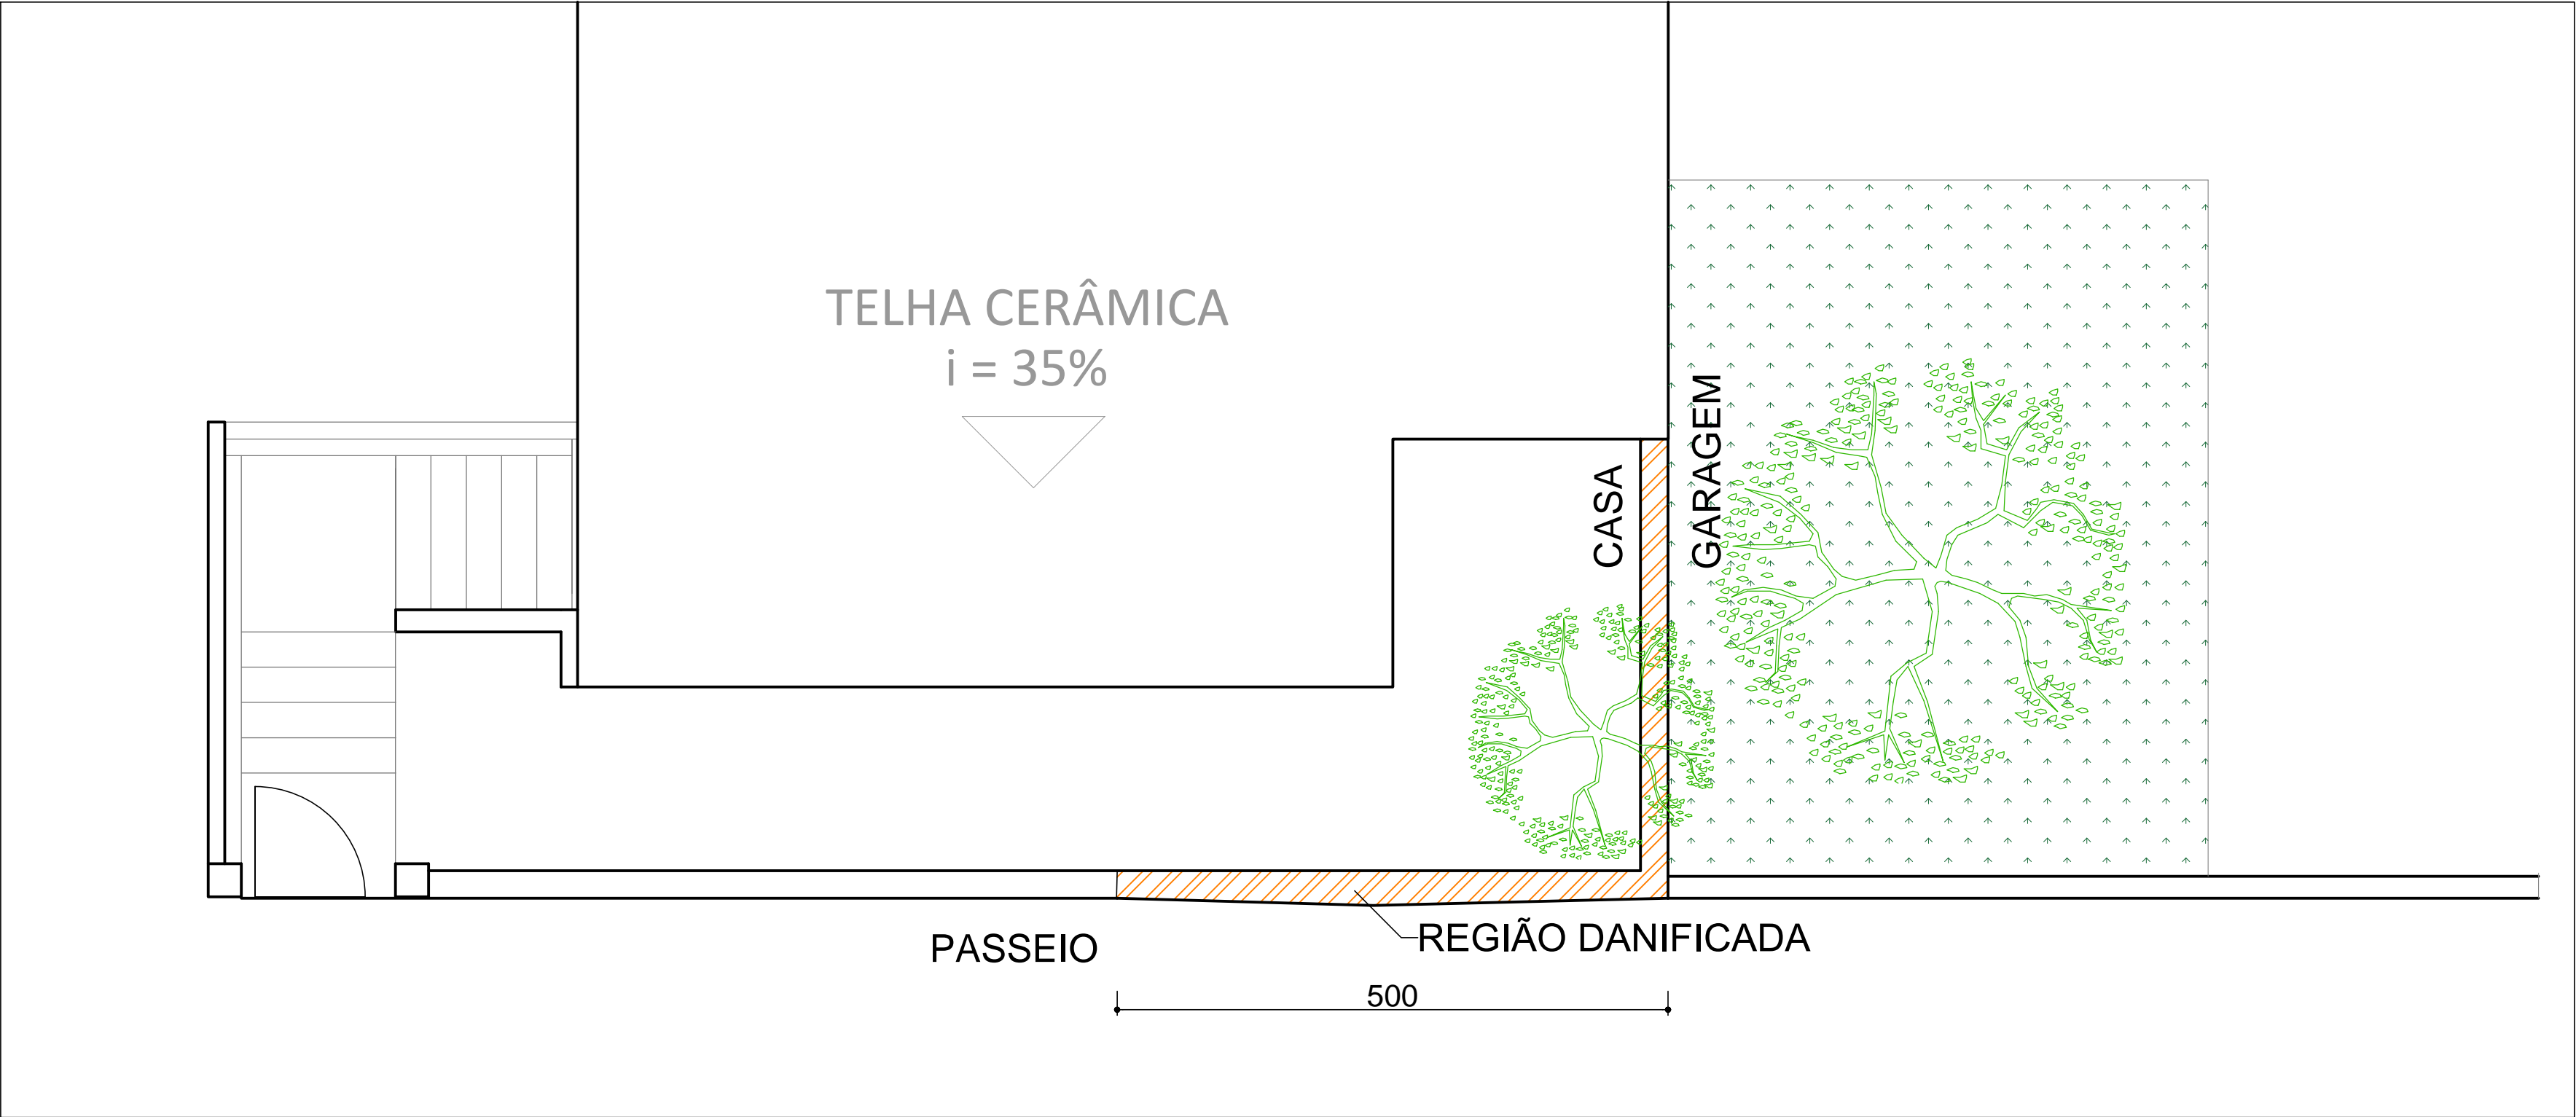 TELHA CERÂMICA
i = 35%
CASA
GARAGEM
PASSEIO
REGIÃO DANIFICADA
500